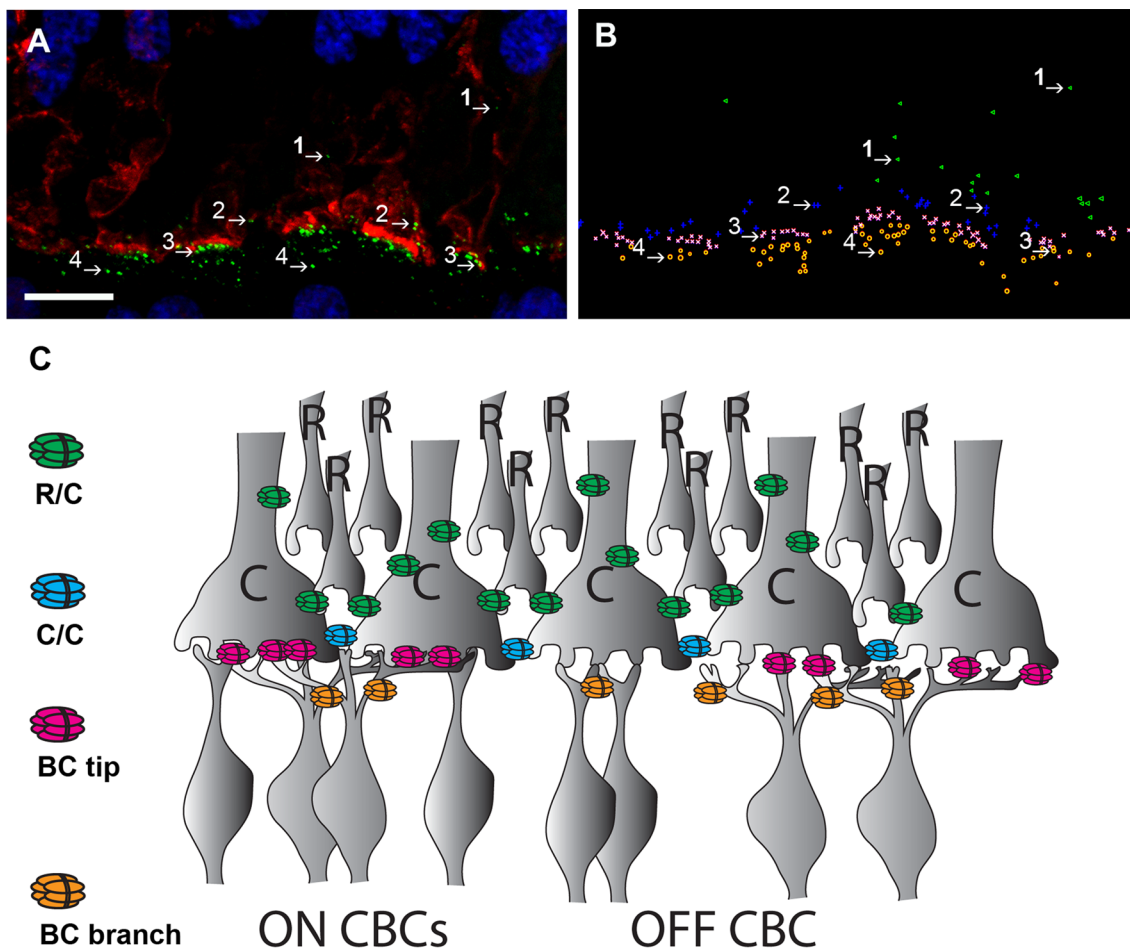 A
1→
1→
2→
2→
3→
3→
4→
4→
B
1→
1→
2→
2→
3→
3→
4→
4→
C
R
R
R
R
R
R
R
R
R
R
R
R
R/C
C
C
C
C
C
C/C
BC tip
BC branch
ON CBCs
OFF CBC